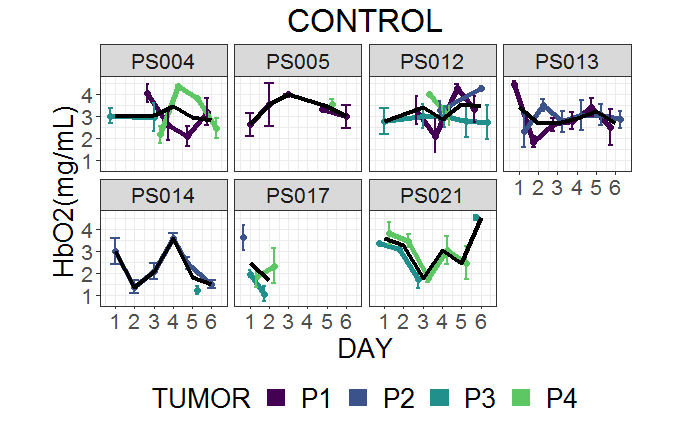 CONTROL
PS004 PS005 PS012 PS013
4
3
2
1
PS014 PS017 PS021
1 2 3 4 5 6
4
3
2
1
1 2 3 4 5 6 1 2 3 4 5 6 1 2 3 4 5 6
HbO2(mg/mL)
DAY
TUMOR P1 P2 P3 P4